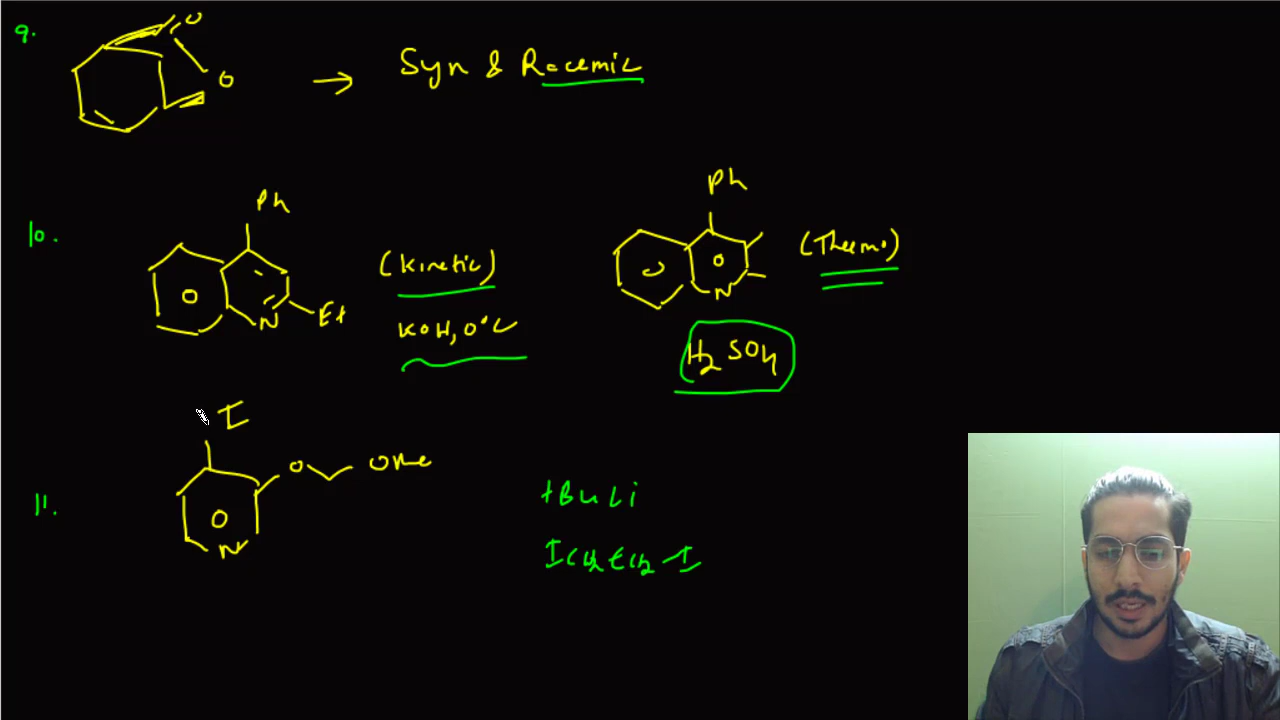 9.
O
O
→ Syn & Racemic
10.
Ph
N
Et
(Kinetic)
KOH, 0°C
Ph
N
(Thermo)
H2SO4
11.
I
O
OMe
N
tBuLi
ICH2CH2-I